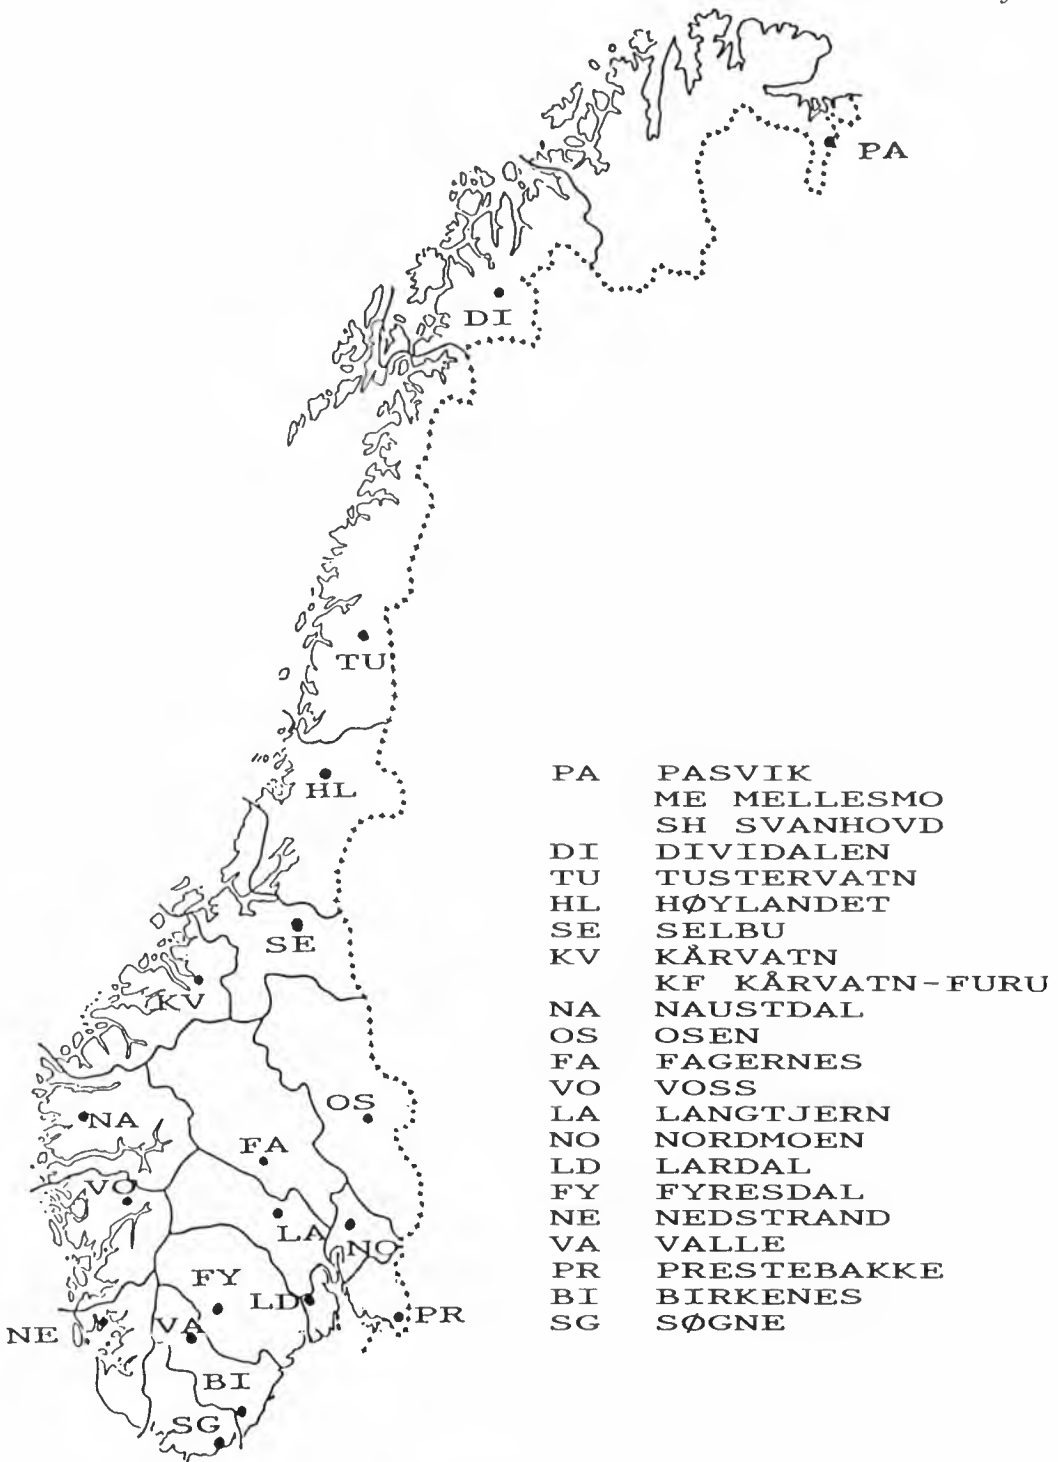 PA
DI
TU
HL
SE
KV
NA
OS
FA
VO
LA
NO
FY
LD
PR
NE
VA
BI
SG
PA PASVIK
ME MELLESMO
SH SVANHOVD
DI DIVIDALEN
TU TUSTERVATN
HL HØYLANDET
SE SELBU
KV KÅRVATN
KF KÅRVATN-FURU
NA NAUSTDAL
OS OSEN
FA FAGERNES
VO VOSS
LA LANGTJERN
NO NORDMOEN
LD LARDAL
FY FYRESDAL
NE NEDSTRAND
VA VALLE
PR PRESTEBAKKE
BI BIRKENES
SG SØGNE